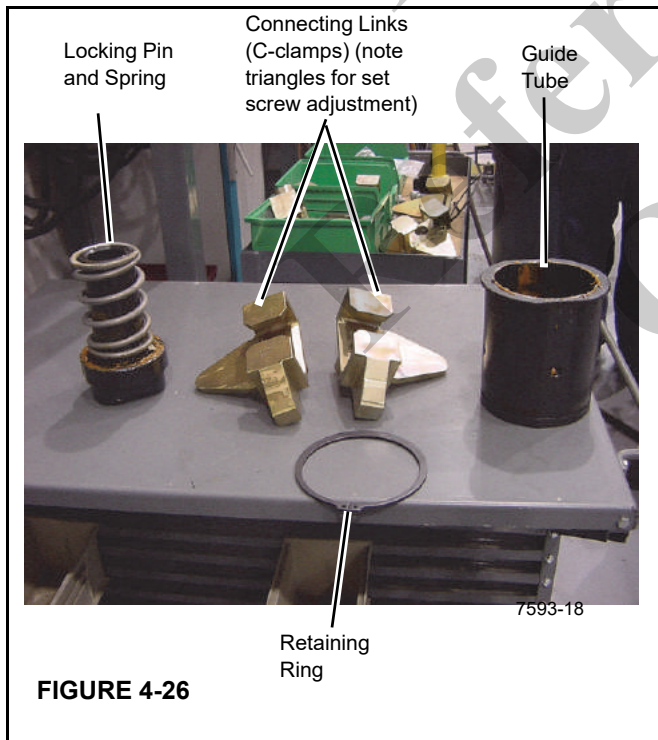 Locking Pin
and Spring
Connecting Links
(C-clamps) (note
triangles for set
screw adjustment)
Guide
Tube
7593-18
Retaining
Ring
FIGURE 4-26